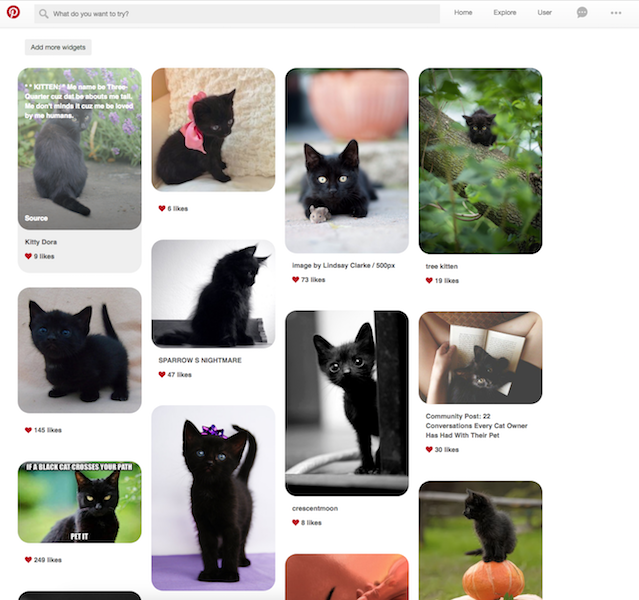 What do you want to try?
Home
Explore
User
Add more widgets
* * KITTEN:* Me name be Three-
Quarter cuz dat be abouts me tail.
Me don't minds it cuz me be loved
by me humans.
Source
Kitty Dora
9 likes
145 likes
IF A BLACK CAT CROSSES YOUR PATH
PET IT
249 likes
6 likes
SPARROW S NIGHTMARE
47 likes
image by Lindsay Clarke / 500px
73 likes
crescentmoon
8 likes
tree kitten
19 likes
Community Post: 22
Conversations Every Cat Owner
Has Had With Their Pet
30 likes